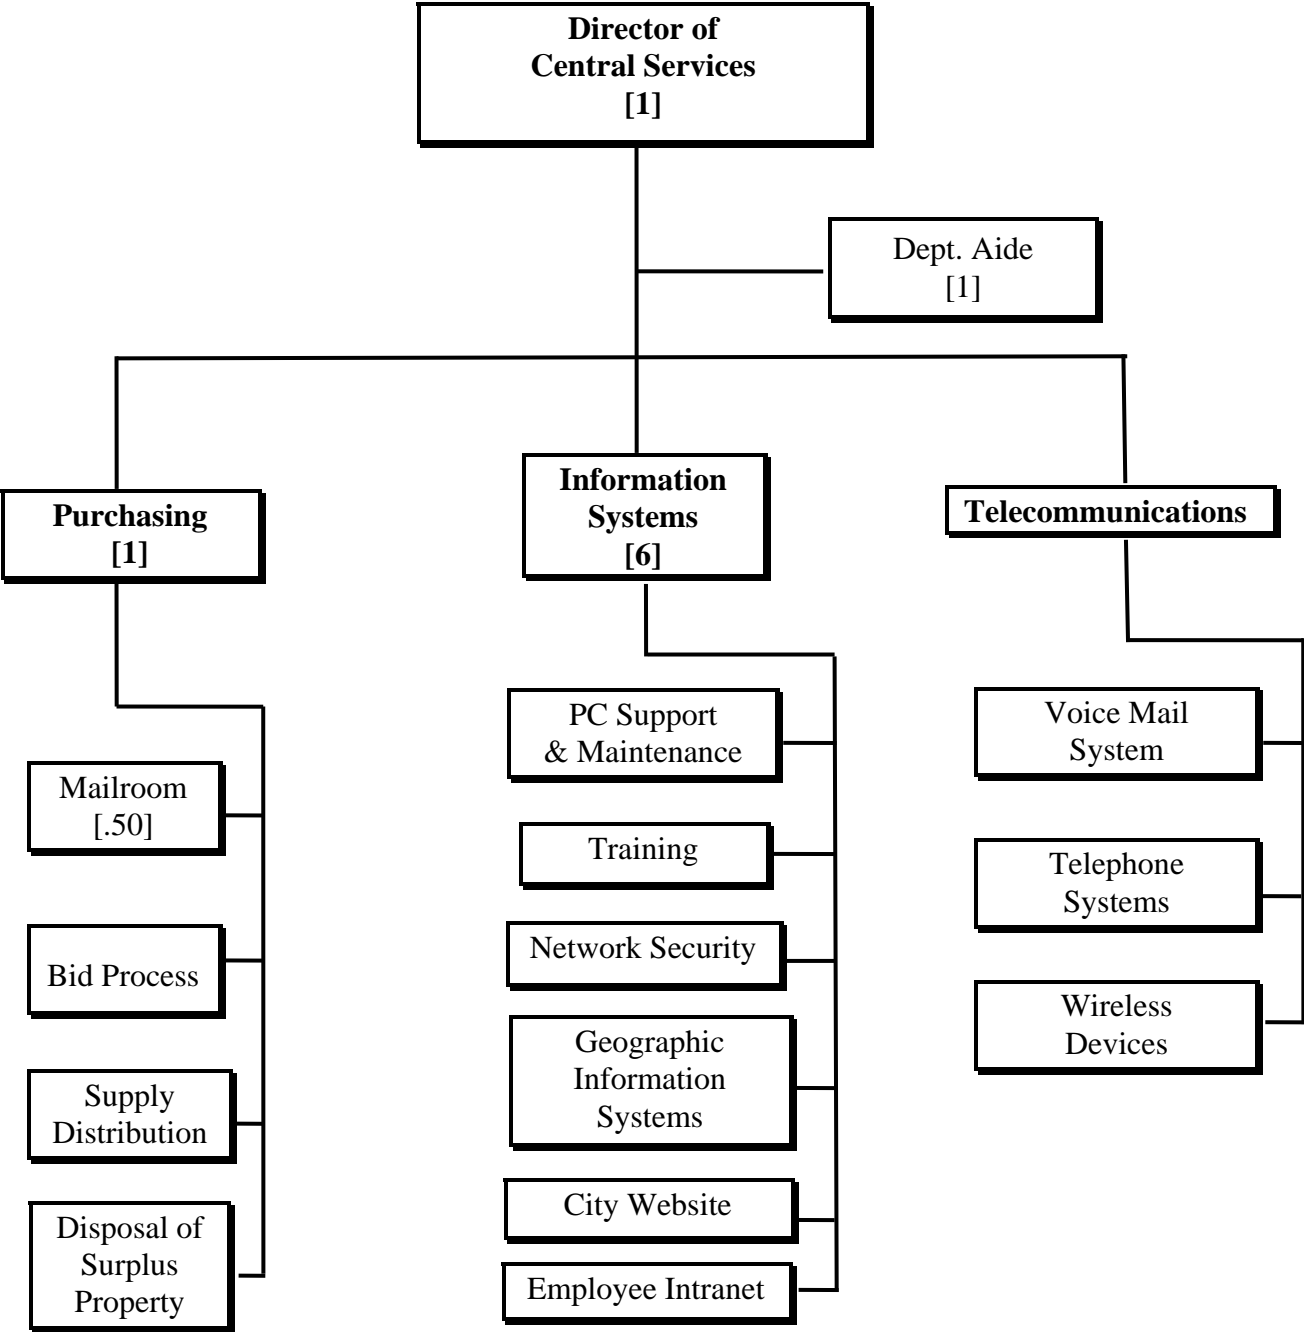 Director of
Central Services
[1]
Dept. Aide
[1]
Purchasing
[1]
Mailroom
[.50]
Bid Process
Supply
Distribution
Disposal of
Surplus
Property
Information
Systems
[6]
PC Support
& Maintenance
Training
Network Security
Geographic
Information
Systems
City Website
Employee Intranet
Telecommunications
Voice Mail
System
Telephone
Systems
Wireless
Devices